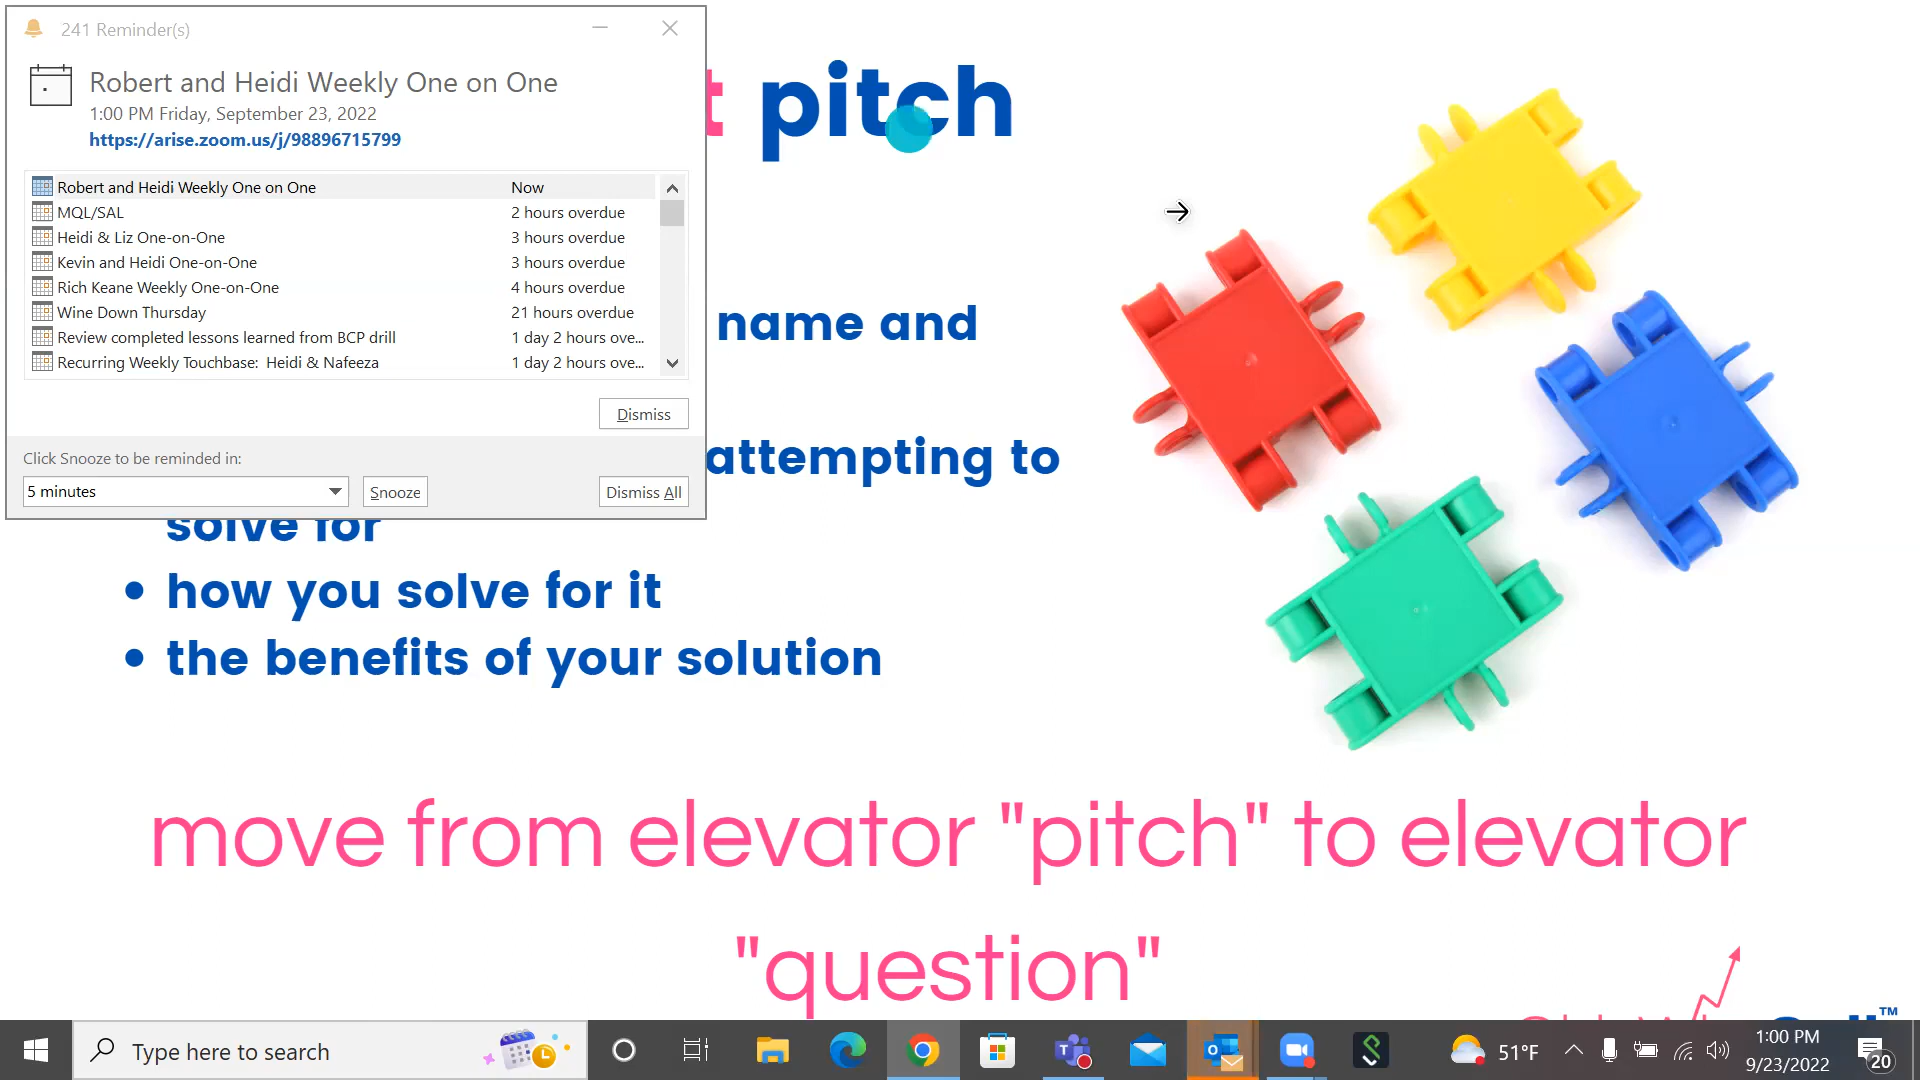 241 Reminder(s)
Robert and Heidi Weekly One on One
1:00 PM Friday, September 23, 2022
https://arise.zoom.us/j/98896715799
Robert and Heidi Weekly One on One Now
MQL/SAL 2 hours overdue
Heidi & Liz One-on-One 3 hours overdue
Kevin and Heidi One-on-One 3 hours overdue
Rich Keane Weekly One-on-One 4 hours overdue
Wine Down Thursday 21 hours overdue
Review completed lessons learned from BCP drill 1 day 2 hours ove...
Recurring Weekly Touchbase: Heidi & Nafeeza 1 day 2 hours ove...
Dismiss
Click Snooze to be reminded in:
5 minutes Snooze Dismiss All
pitch
name and
attempting to
solve for
• how you solve for it
• the benefits of your solution
move from elevator "pitch" to elevator
"question"
TM
Type here to search
51°F
1:00 PM
9/23/2022
20